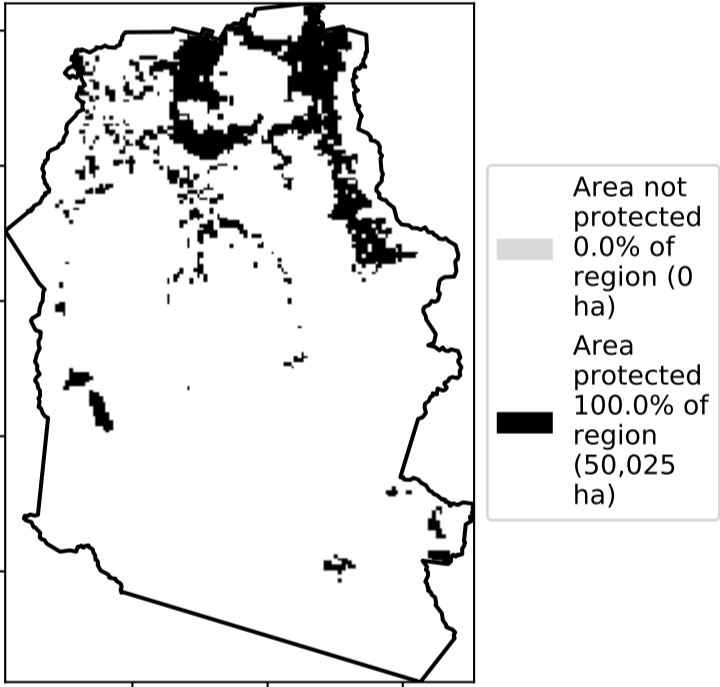 Area not
protected
0.0% of
region (0
ha)
Area
protected
100.0% of
region
(50,025
ha)